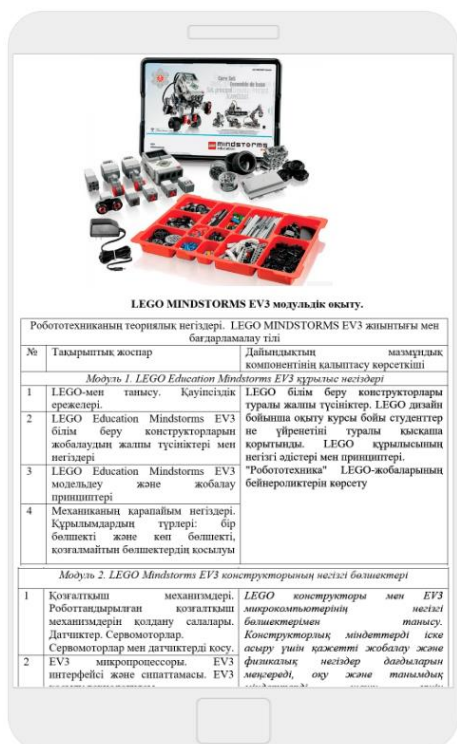 mindstorms
education
LEGO MINDSTORMS EV3 модульдік оқыту.
Робототехниканың теориялық негіздері. LEGO MINDSTORMS EV3 жиынтығы мен
бағдарламалау тілі
№ Тақырыптық жоспар
Дайындықтың мазмұндық
компонентінің қалыптасу көрсеткіші
Модуль 1. LEGO Education Mindstorms EV3 құрылыс негіздері
1 LEGO-мен танысу. Қауіпсіздік
ережелері.
2 LEGO Education Mindstorms EV3
білім беру конструкторларын
жобалаудың жалпы түсініктері мен
негіздері
3 LEGO Education Mindstorms EV3
модельдеу және жобалау
принциптері
4 Механиканың қарапайым негіздері.
Құрылымдардың түрлері: бір
бөлшекті және көп бөлшекті,
қозғалмайтын бөлшектердің қосылуы
LEGO білім беру конструкторлары
туралы жалпы түсініктер. LEGO дизайн
бойынша оқыту курсы бойы студенттер
не үйренетіні туралы қысқаша
қорытынды. LEGO құрылысының
негізгі әдістері мен принциптері.
"Робототехника" LEGO-жобаларының
бейнероликтерін көрсету
Модуль 2. LEGO Mindstorms EV3 конструкторының негізгі бөлшектері
1 Қозғалтқыш механизмдері.
Роботтандырылған қозғалтқыш
механизмдерін қолдану салалары.
Датчиктер. Сервомоторлар.
Сервомоторлар мен датчиктерді қосу.
2 EV3 микропроцессоры. EV3
интерфейсі және сипаттамасы. EV3
LEGO конструкторы мен EV3
микрокомпьютерінің негізгі
бөлшектерімен танысу.
Конструкторлық міндеттерді іске
асыру үшін қажетті жобалау және
физикалық негіздер дағдыларын
меңгереді, оқу және танымдық